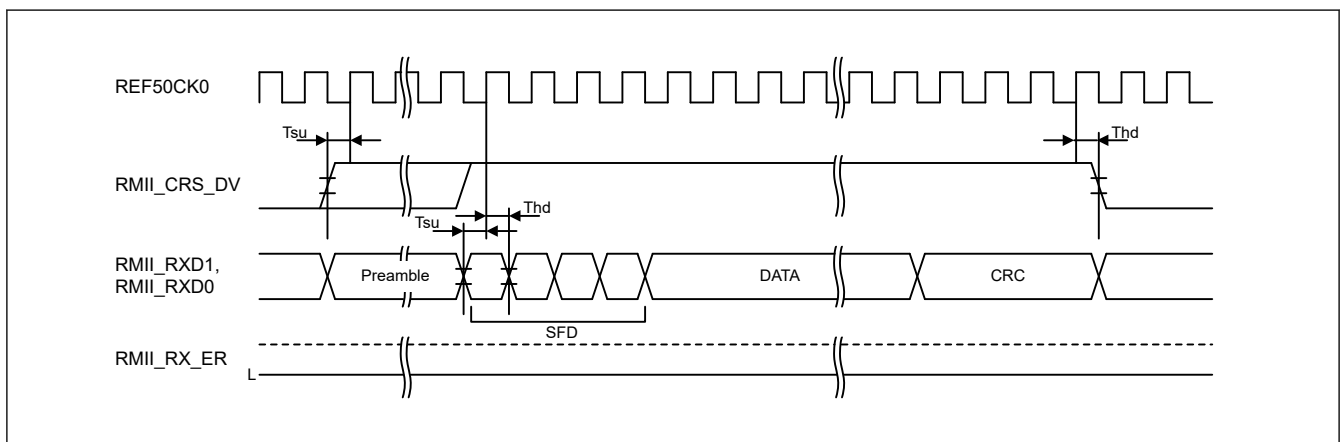 REF50CK0
Tsu
Thd
RMII_CRS_DV
Tsu
Thd
RMII_RXD1,
RMII_RXD0
Preamble
DATA
CRC
SFD
RMII_RX_ER
L